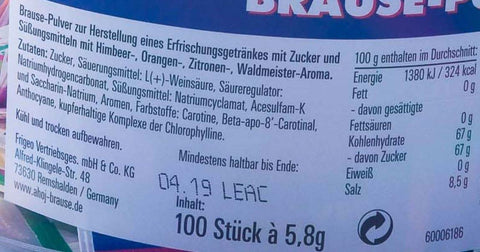 BRAUSE-P
Brause-Pulver zur Herstellung eines Erfrischungsgetränkes mit Zucker und
Süßungsmitteln mit Himbeer-, Orangen-, Zitronen-, Waldmeister-Aroma.
Zutaten: Zucker, Säuerungsmittel: L(+)-Weinsäure, Säureregulator:
Natriumhydrogencarbonat, Süßungsmittel: Natriumcyclamat, Acesulfam-K
und Saccharin-Natrium, Aromen, Farbstoffe: Carotine, Beta-apo-8'-Carotinal,
Anthocyane, kupferhaltige Komplexe der Chlorophylline.
Kühl und trocken aufbewahren.
Frigeo Vertriebsges. mbH & Co. KG
Alfred-Klingele-Str. 48
73630 Remshalden / Germany
www.ahoj-brause.de
Mindestens haltbar bis Ende:
04.19 LEAC
Inhalt:
100 Stück à 5,8g
100 g enthalten im Durchschnitt:
Energie 1380 kJ / 324 kcal
Fett 0 g
- davon gesättigte
Fettsäuren 0 g
Kohlenhydrate 67 g
- davon Zucker 67 g
Eiweiß 0 g
Salz 8,5 g
60006186